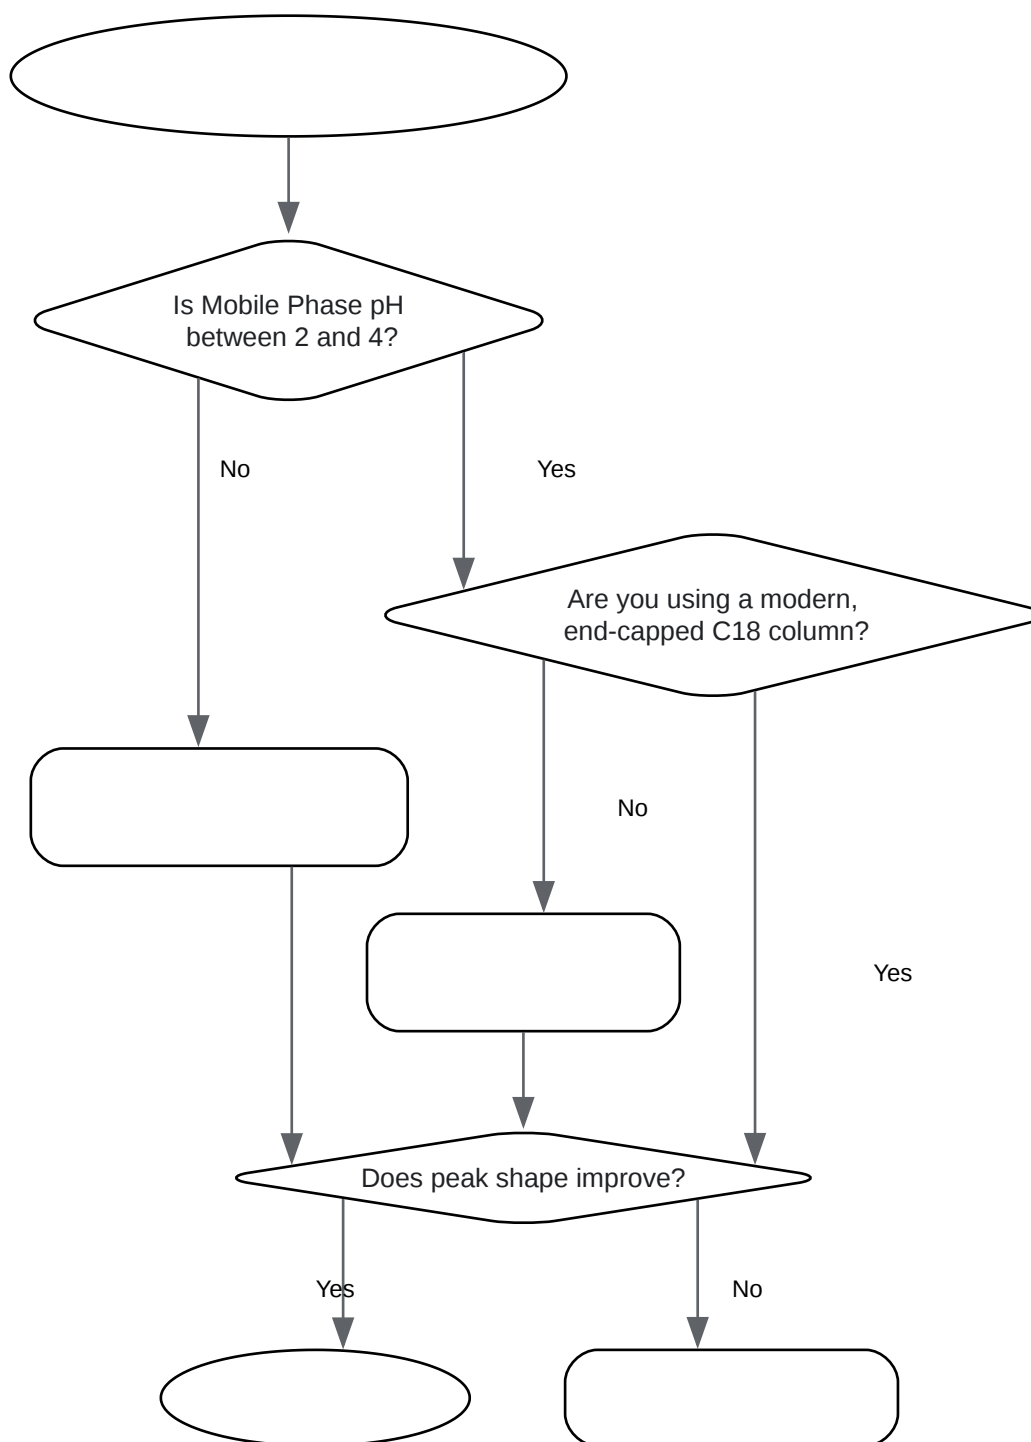 Is Mobile Phase pH
between 2 and 4?
No
Yes
Are you using a modern,
end-capped C18 column?
No
Yes
Does peak shape improve?
Yes
No